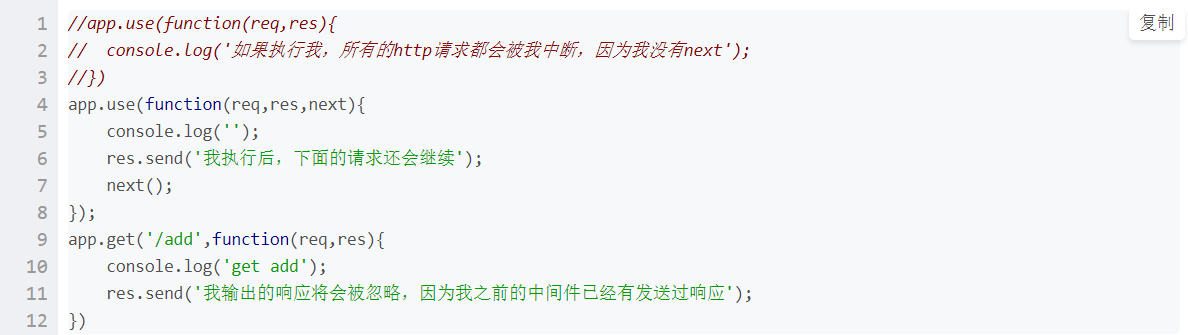 复制
1 //app.use(function(req,res){
2 //  console.log('如果执行我，所有的http请求都会被我中断，因为我没有next');
3 //})
4 app.use(function(req,res,next){
5     console.log('');
6     res.send('我执行后，下面的请求还会继续');
7     next();
8 });
9 app.get('/add',function(req,res){
10     console.log('get add');
11     res.send('我输出的响应将会被忽略，因为我之前的中间件已经有发送过响应');
12 })